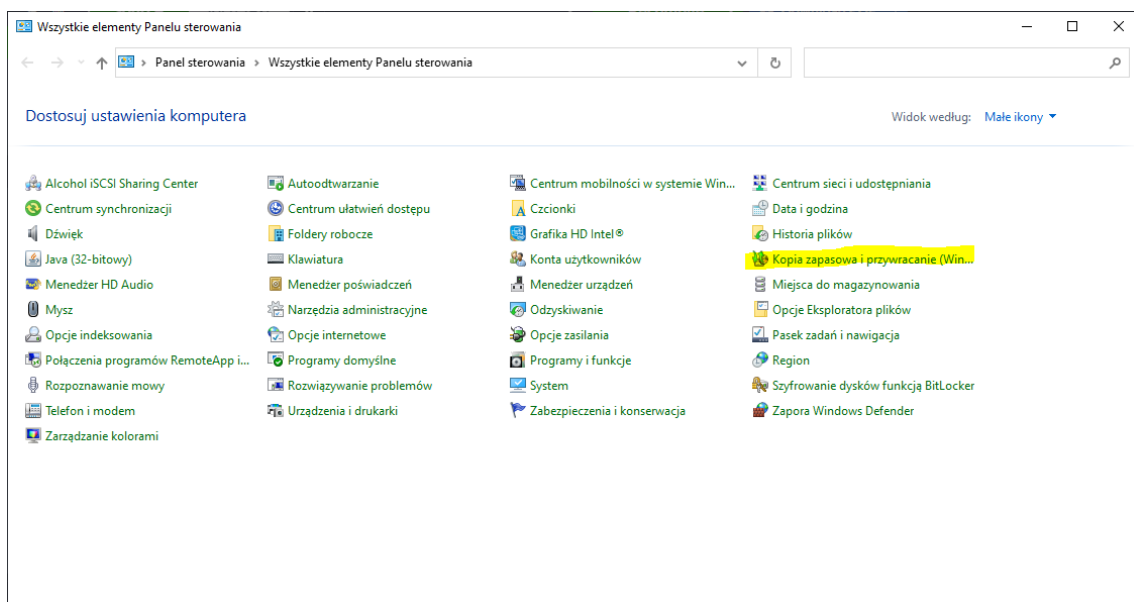 Wszystkie elementy Panelu sterowania
Panel sterowania > Wszystkie elementy Panelu sterowania
Dostosuj ustawienia komputera
Widok według: Małe ikony
Alcohol iSCSI Sharing Center
Autoodtwarzanie
Centrum mobilności w systemie Win...
Centrum sieci i udostępniania
Centrum synchronizacji
Centrum ułatwień dostępu
Czcionki
Data i godzina
Dźwięk
Foldery robocze
Grafika HD Intel®
Historia plików
Java (32-bitowy)
Klawiatura
Konta użytkowników
Kopia zapasowa i przywracanie (Win...
Menedżer HD Audio
Menedżer poświadczeń
Menedżer urządzeń
Miejsca do magazynowania
Mysz
Narzędzia administracyjne
Odzyskiwanie
Opcje Eksploratora plików
Opcje indeksowania
Opcje internetowe
Opcje zasilania
Pasek zadań i nawigacja
Połączenia programów RemoteApp i...
Programy domyślne
Programy i funkcje
Region
Rozpoznawanie mowy
Rozwiązywanie problemów
System
Szyfrowanie dysków funkcją BitLocker
Telefon i modem
Urządzenia i drukarki
Zabezpieczenia i konserwacja
Zapora Windows Defender
Zarządzanie kolorami